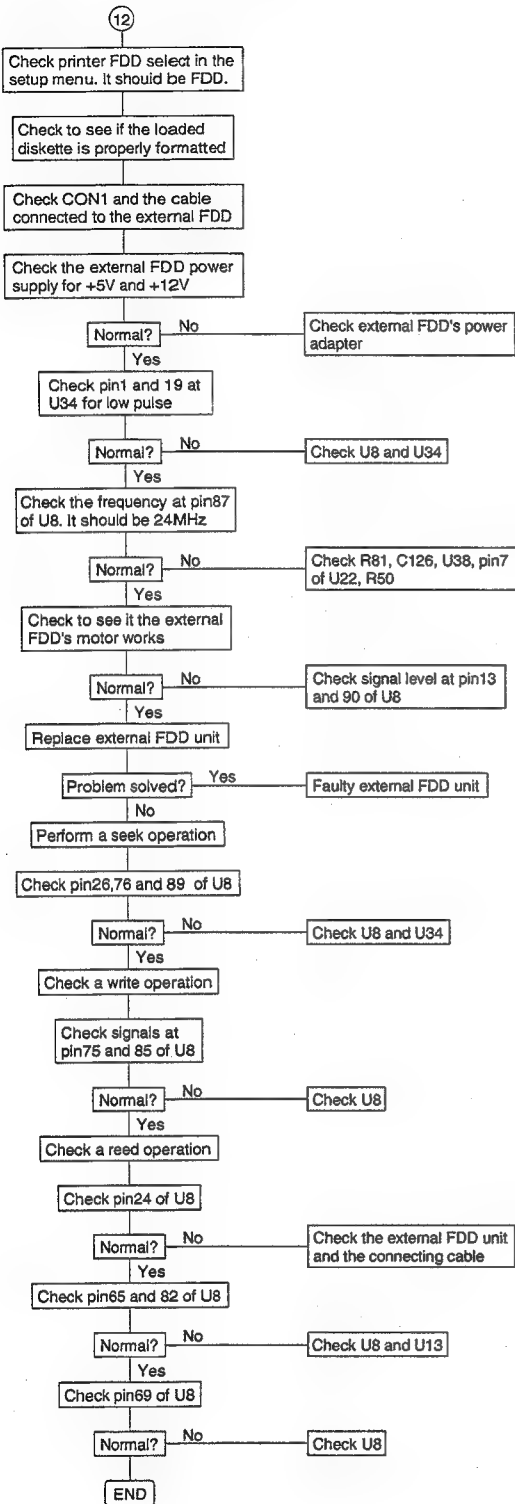 12
Check printer FDD select in the
setup menu. It should be FDD.
Check to see if the loaded
diskette is properly formatted
Check CON1 and the cable
connected to the external FDD
Check the external FDD power
supply for +5V and +12V
Normal?
No
Check external FDD's power
adapter
Yes
Check pin1 and 19 at
U34 for low pulse
Normal?
No
Check U8 and U34
Yes
Check the frequency at pin87
of U8. It should be 24MHz
Normal?
No
Check R81, C126, U38, pin7
of U22, R50
Yes
Check to see it the external
FDD's motor works
Normal?
No
Check signal level at pin13
and 90 of U8
Yes
Replace external FDD unit
Problem solved?
Yes
Faulty external FDD unit
No
Perform a seek operation
Check pin26,76 and 89 of U8
Normal?
No
Check U8 and U34
Yes
Check a write operation
Check signals at
pin75 and 85 of U8
Normal?
No
Check U8
Yes
Check a reed operation
Check pin24 of U8
Normal?
No
Check the external FDD unit
and the connecting cable
Yes
Check pin65 and 82 of U8
Normal?
No
Check U8 and U13
Yes
Check pin69 of U8
Normal?
No
Check U8
END